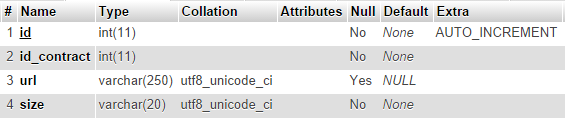 # Name Type Collation Attributes Null Default Extra
1 id int(11) No None AUTO_INCREMENT
2 id_contract int(11) No None
3 url varchar(250) utf8_unicode_ci Yes NULL
4 size varchar(20) utf8_unicode_ci No None